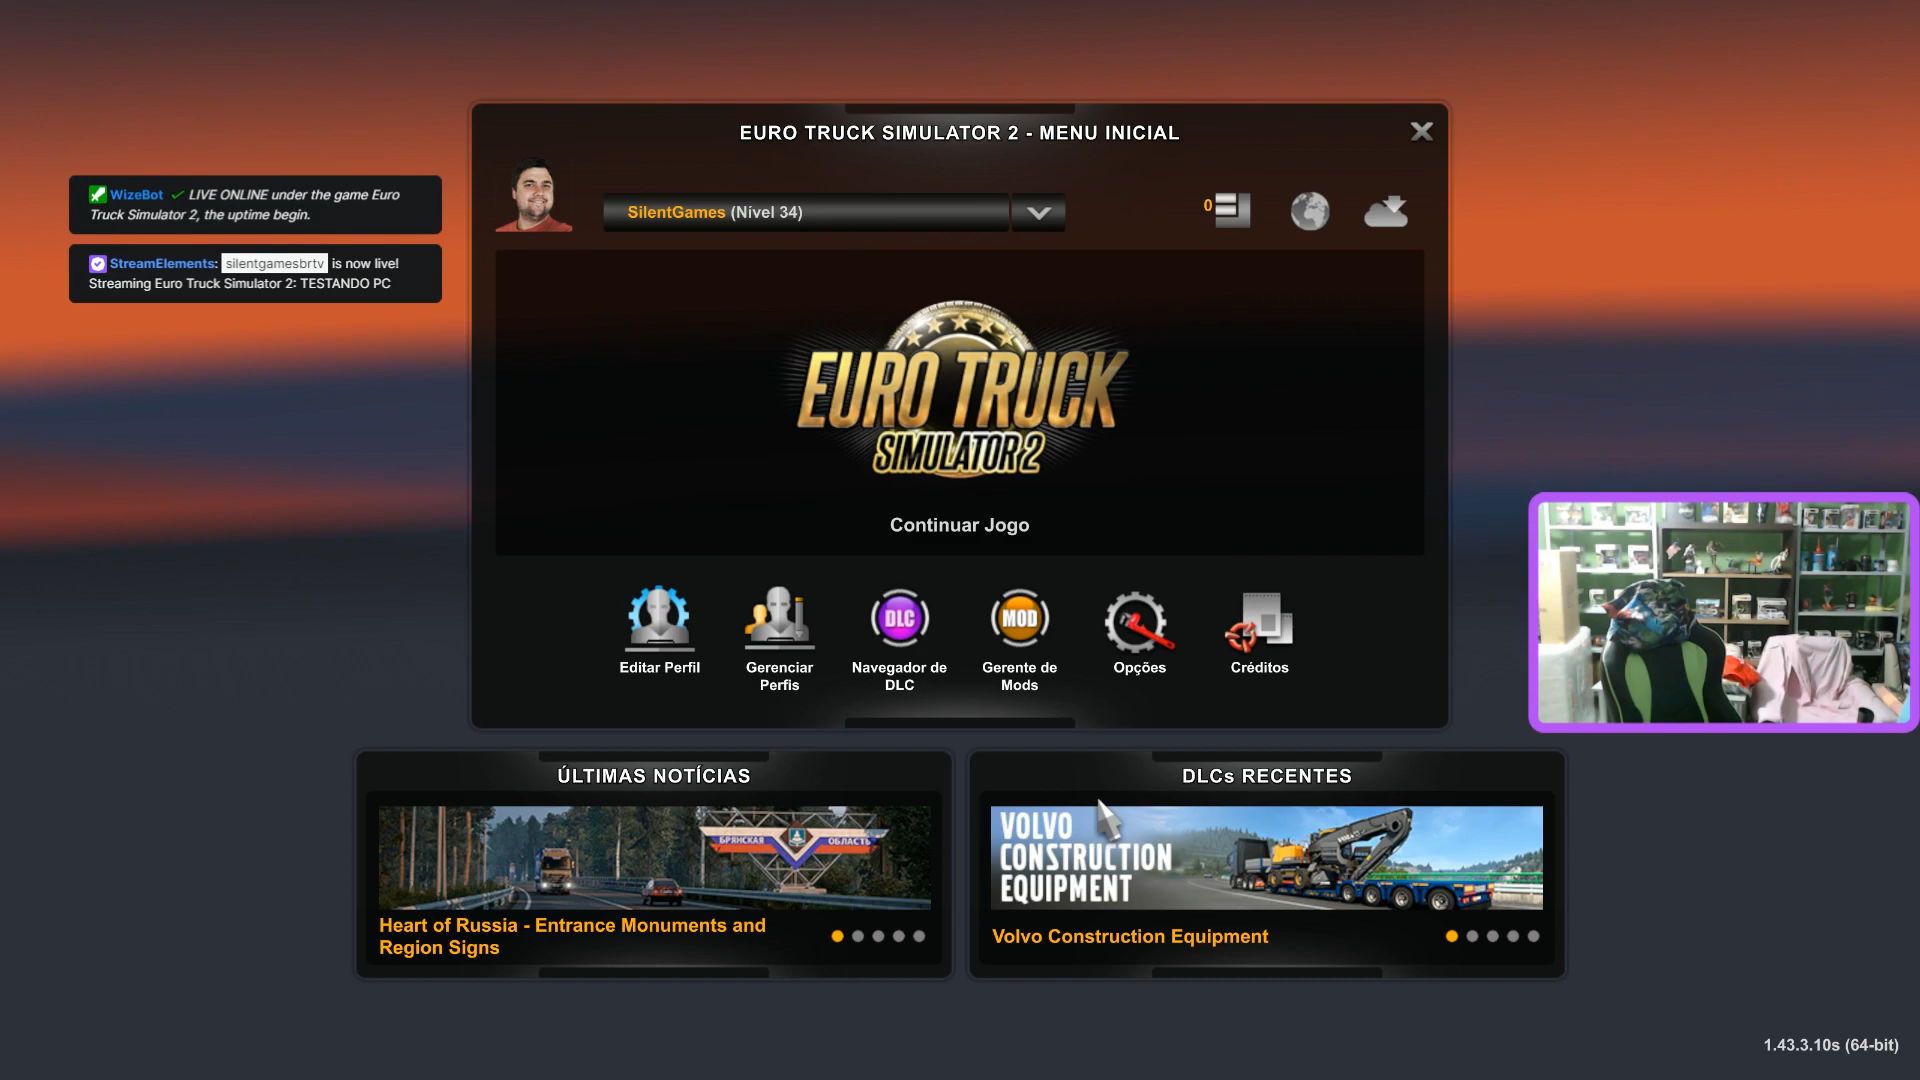 EURO TRUCK SIMULATOR 2 - MENU INICIAL
WizeBot LIVE ONLINE under the game Euro
Truck Simulator 2, the uptime begin.
StreamElements: silentgamesbrtv is now live!
Streaming Euro Truck Simulator 2: TESTANDO PC
SilentGames (Nível 34)
0
EURO TRUCK
SIMULATOR 2
Continuar Jogo
DLC
MOD
Editar Perfil
Gerenciar
Perfis
Navegador de
DLC
Gerente de
Mods
Opções
Créditos
ÚLTIMAS NOTÍCIAS
БРЯНСКАЯ ОБЛАСТЬ
Heart of Russia - Entrance Monuments and
Region Signs
DLCs RECENTES
VOLVO
CONSTRUCTION
EQUIPMENT
Volvo Construction Equipment
1.43.3.10s (64-bit)